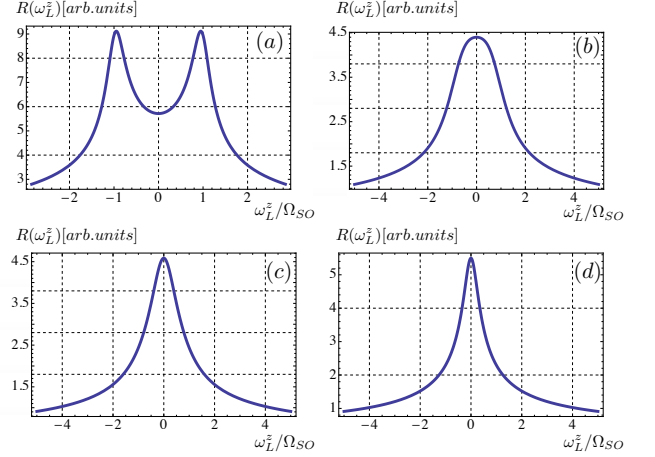 R(ω_L^z)[arb.units] R(ω_L^z)[arb.units]
(a) (b)
9
8
6
4
3
−2 −1 0 1 2
ω_L^z/Ω_SO
4.5
3.5
2.5
1.5
−4 −2 0 2 4
ω_L^z/Ω_SO
R(ω_L^z)[arb.units] R(ω_L^z)[arb.units]
(c) (d)
4.5
3.5
2.5
1.5
−4 −2 0 2 4
ω_L^z/Ω_SO
5
4
2
1
−4 −2 0 2 4
ω_L^z/Ω_SO